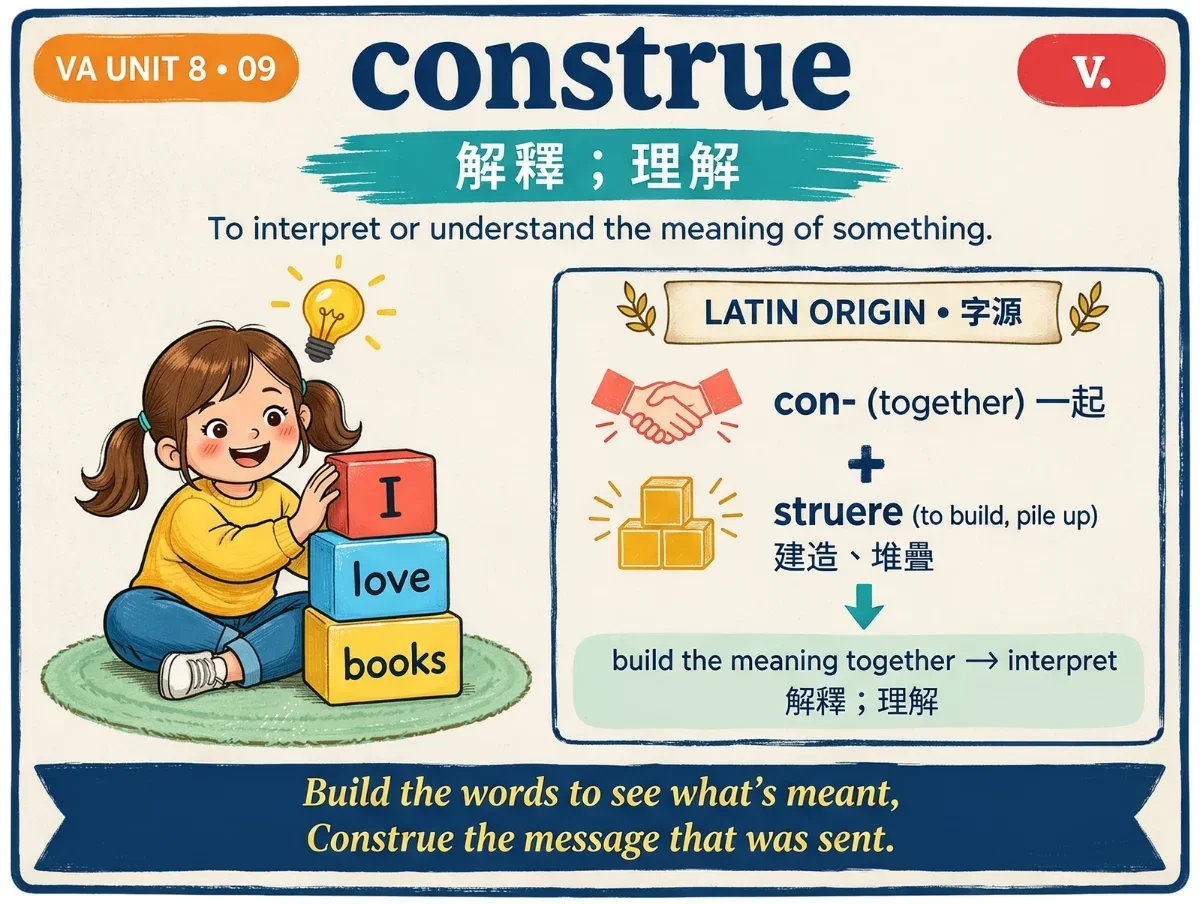 VA UNIT 8 • 09
construe
v.
解釋；理解
To interpret or understand the meaning of something.
I
love
books
LATIN ORIGIN • 字源
con- (together) 一起
+
struere (to build, pile up)
建造、堆疊
build the meaning together → interpret
解釋；理解
Build the words to see what's meant,
Construe the message that was sent.